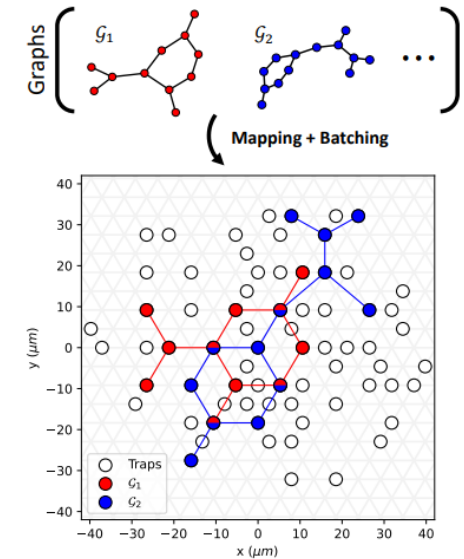 Graphs
𝒢₁
𝒢₂
• • •
Mapping + Batching
y (μm)
40
30
20
10
0
−10
−20
−30
−40
Traps
𝒢₁
𝒢₂
−40 −30 −20 −10 0 10 20 30 40
x (μm)